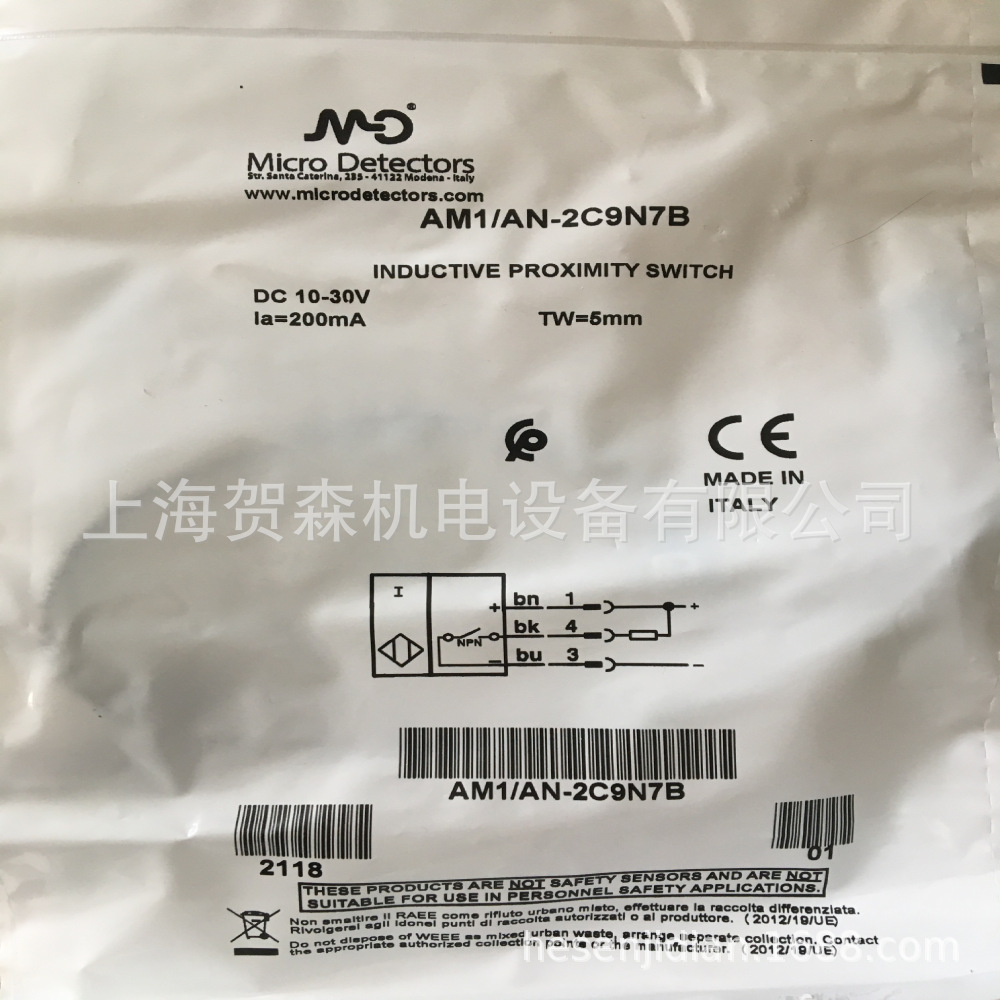 Micro Detectors
Str. Santa Caterina, 235 - 41122 Modena - Italy
www.microdetectors.com
AM1/AN-2C9N7B
INDUCTIVE PROXIMITY SWITCH
DC 10-30V
Ia=200mA
TW=5mm
CE
MADE IN
ITALY
上海贺森机电设备有限公司
I
+ bn 1 +
bk 4
NPN
- bu 3 -
AM1/AN-2C9N7B
2118
01
THESE PRODUCTS ARE NOT SAFETY SENSORS AND ARE NOT
SUITABLE FOR USE IN PERSONNEL SAFETY APPLICATIONS.
Non smaltire il RAEE come rifiuto urbano misto, effettuare la raccolta differenziata.
Rivolgersi agli idonei punti di raccolta autorizzati o al produttore. (2012/19/UE)
Do not dispose of WEEE as mixed urban waste, arrange separate collection. Contact
the appropriate authorized collection points or the manufacturer. (2012/19/UE)
hesenjidian.1688.com